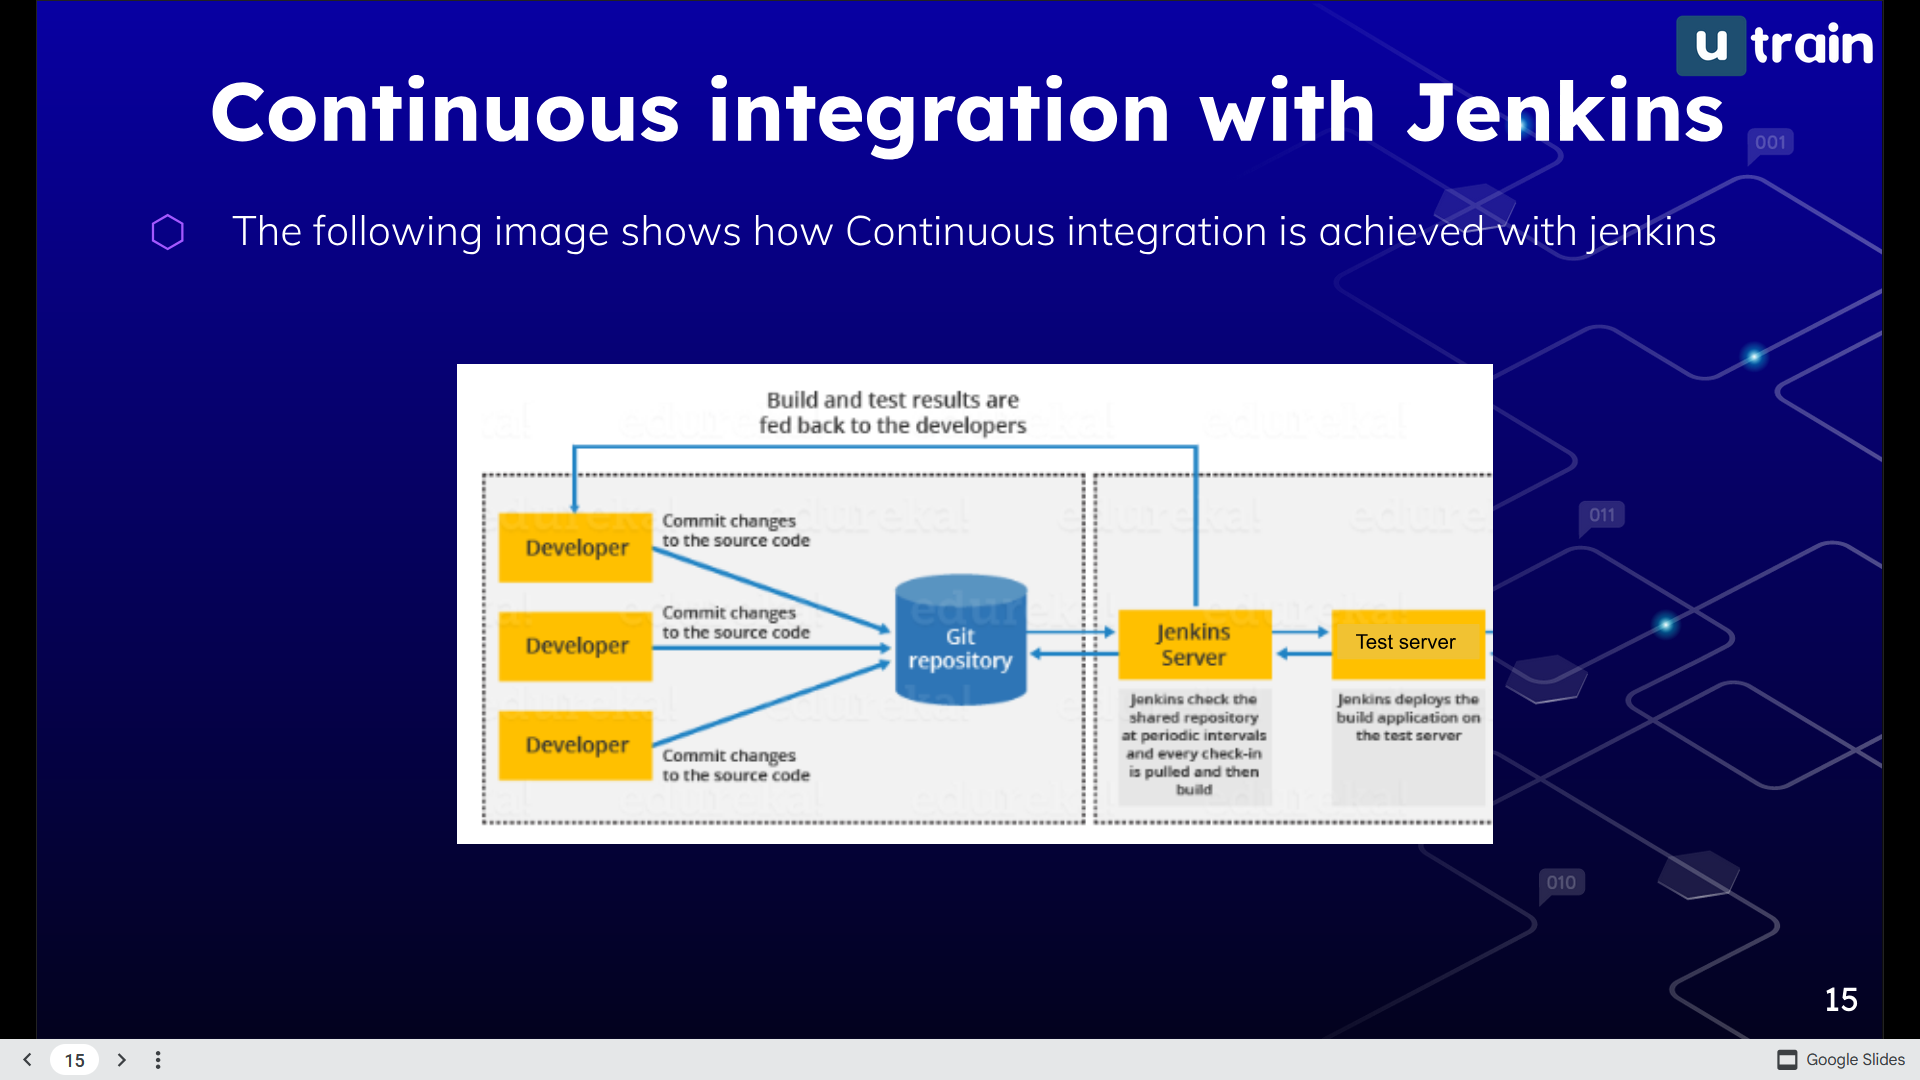 u train
Continuous integration with Jenkins
001
The following image shows how Continuous integration is achieved with jenkins
Build and test results are
fed back to the developers
edureka!
Developer
Commit changes
to the source code
Developer
Commit changes
to the source code
Developer
Commit changes
to the source code
Git
repository
Jenkins
Server
Jenkins check the
shared repository
at periodic intervals
and every check-in
is pulled and then
build
Test server
Jenkins deploys the
build application on
the test server
011
010
15
15
Google Slides